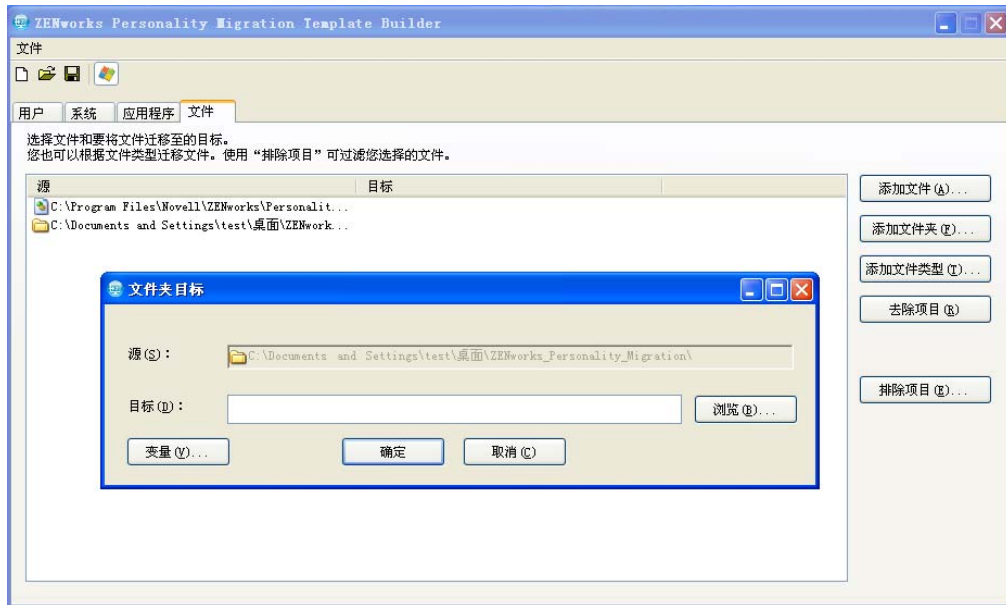 ZENworks Personality Migration Template Builder
文件
用户 系统 应用程序 文件
选择文件和要将文件迁移至的目标。
您也可以根据文件类型迁移文件。使用“排除项目”可过滤您选择的文件。
源 目标
C:\Program Files\Novell\ZENworks\Personalit...
C:\Documents and Settings\test\桌面\ZENwork...
添加文件(A)...
添加文件夹(F)...
添加文件类型(T)...
去除项目(R)
排除项目(E)...
文件夹目标
源(S)：
C:\Documents and Settings\test\桌面\ZENworks_Personality_Migration\
目标(D)：
浏览(B)...
变量(V)... 确定 取消(C)